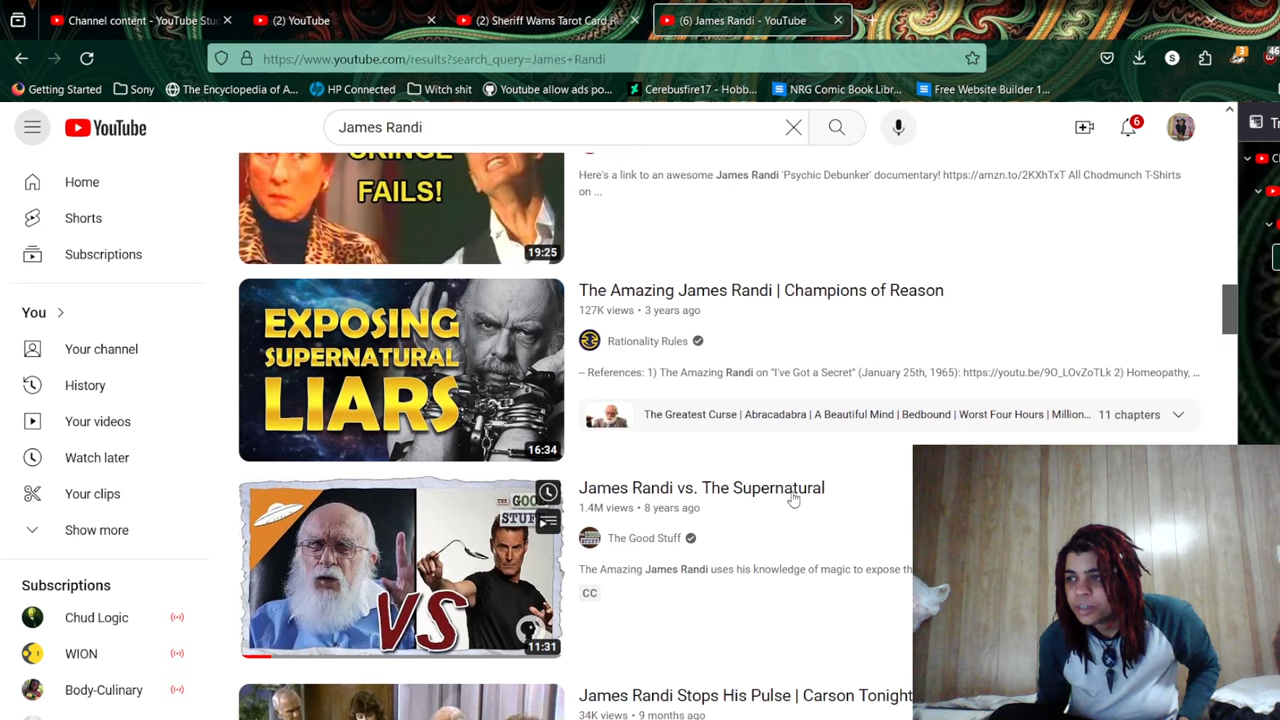 Channel content - YouTube Stu
(2) YouTube
(2) Sheriff Warns Tarot Card Re
(6) James Randi - YouTube
https://www.youtube.com/results?search_query=James+Randi
S
3
46
Getting Started
Sony
The Encyclopedia of A...
HP Connected
Witch shit
Youtube allow ads po...
Cerebusfire17 - Hobb...
NRG Comic Book Libr...
Free Website Builder 1...
YouTube
James Randi
6
Tr
Home
Shorts
Subscriptions
You
Your channel
History
Your videos
Watch later
Your clips
Show more
Subscriptions
Chud Logic
WION
Body-Culinary
CRINGE
FAILS!
19:25
Here's a link to an awesome James Randi 'Psychic Debunker' documentary! https://amzn.to/2KXhTxT All Chodmunch T-Shirts
on ...
EXPOSING
SUPERNATURAL
LIARS
16:34
The Amazing James Randi | Champions of Reason
127K views • 3 years ago
Rationality Rules
-- References: 1) The Amazing Randi on "I've Got a Secret" (January 25th, 1965): https://youtu.be/9O_LOvZoTLk 2) Homeopathy, ...
The Greatest Curse | Abracadabra | A Beautiful Mind | Bedbound | Worst Four Hours | Million...
11 chapters
THE GOO
STUFF
VS
11:31
James Randi vs. The Supernatural
1.4M views • 8 years ago
The Good Stuff
The Amazing James Randi uses his knowledge of magic to expose th
CC
James Randi Stops His Pulse | Carson Tonight
34K views • 9 months ago